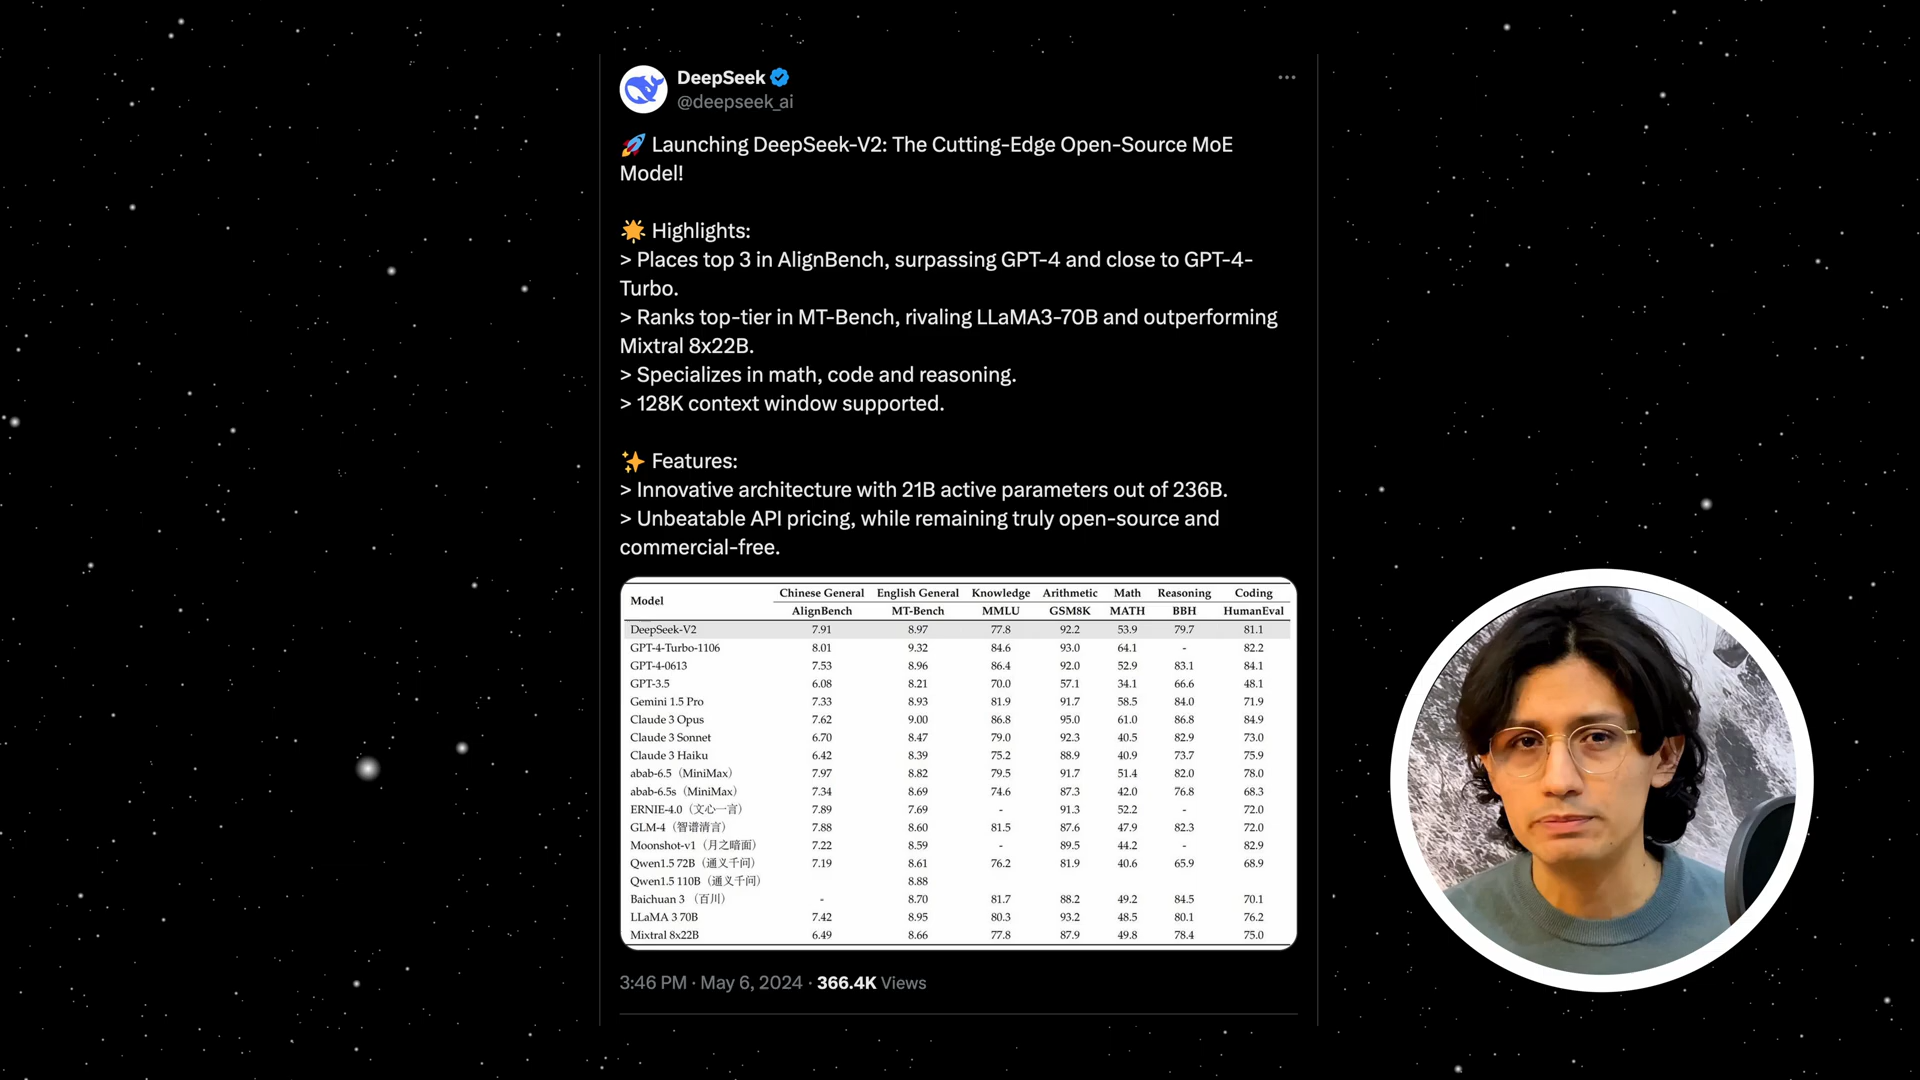 DeepSeek
@deepseek_ai
🚀 Launching DeepSeek-V2: The Cutting-Edge Open-Source MoE
Model!
🌟 Highlights:
> Places top 3 in AlignBench, surpassing GPT-4 and close to GPT-4-
Turbo.
> Ranks top-tier in MT-Bench, rivaling LLaMA3-70B and outperforming
Mixtral 8x22B.
> Specializes in math, code and reasoning.
> 128K context window supported.
✨ Features:
> Innovative architecture with 21B active parameters out of 236B.
> Unbeatable API pricing, while remaining truly open-source and
commercial-free.
Model Chinese General English General Knowledge Arithmetic Math Reasoning Coding
AlignBench MT-Bench MMLU GSM8K MATH BBH HumanEval
DeepSeek-V2 7.91 8.97 77.8 92.2 53.9 79.7 81.1
GPT-4-Turbo-1106 8.01 9.32 84.6 93.0 64.1 - 82.2
GPT-4-0613 7.53 8.96 86.4 92.0 52.9 83.1 84.1
GPT-3.5 6.08 8.21 70.0 57.1 34.1 66.6 48.1
Gemini 1.5 Pro 7.33 8.93 81.9 91.7 58.5 84.0 71.9
Claude 3 Opus 7.62 9.00 86.8 95.0 61.0 86.8 84.9
Claude 3 Sonnet 6.70 8.47 79.0 92.3 40.5 82.9 73.0
Claude 3 Haiku 6.42 8.39 75.2 88.9 40.9 73.7 75.9
abab-6.5（MiniMax） 7.97 8.82 79.5 91.7 51.4 82.0 78.0
abab-6.5s（MiniMax） 7.34 8.69 74.6 87.3 42.0 76.8 68.3
ERNIE-4.0（文心一言） 7.89 7.69 - 91.3 52.2 - 72.0
GLM-4（智谱清言） 7.88 8.60 81.5 87.6 47.9 82.3 72.0
Moonshot-v1（月之暗面） 7.22 8.59 - 89.5 44.2 - 82.9
Qwen1.5 72B（通义千问） 7.19 8.61 76.2 81.9 40.6 65.9 68.9
Qwen1.5 110B（通义千问） 8.88
Baichuan 3 （百川） - 8.70 81.7 88.2 49.2 84.5 70.1
LLaMA 3 70B 7.42 8.95 80.3 93.2 48.5 80.1 76.2
Mixtral 8x22B 6.49 8.66 77.8 87.9 49.8 78.4 75.0
3:46 PM · May 6, 2024 · 366.4K Views